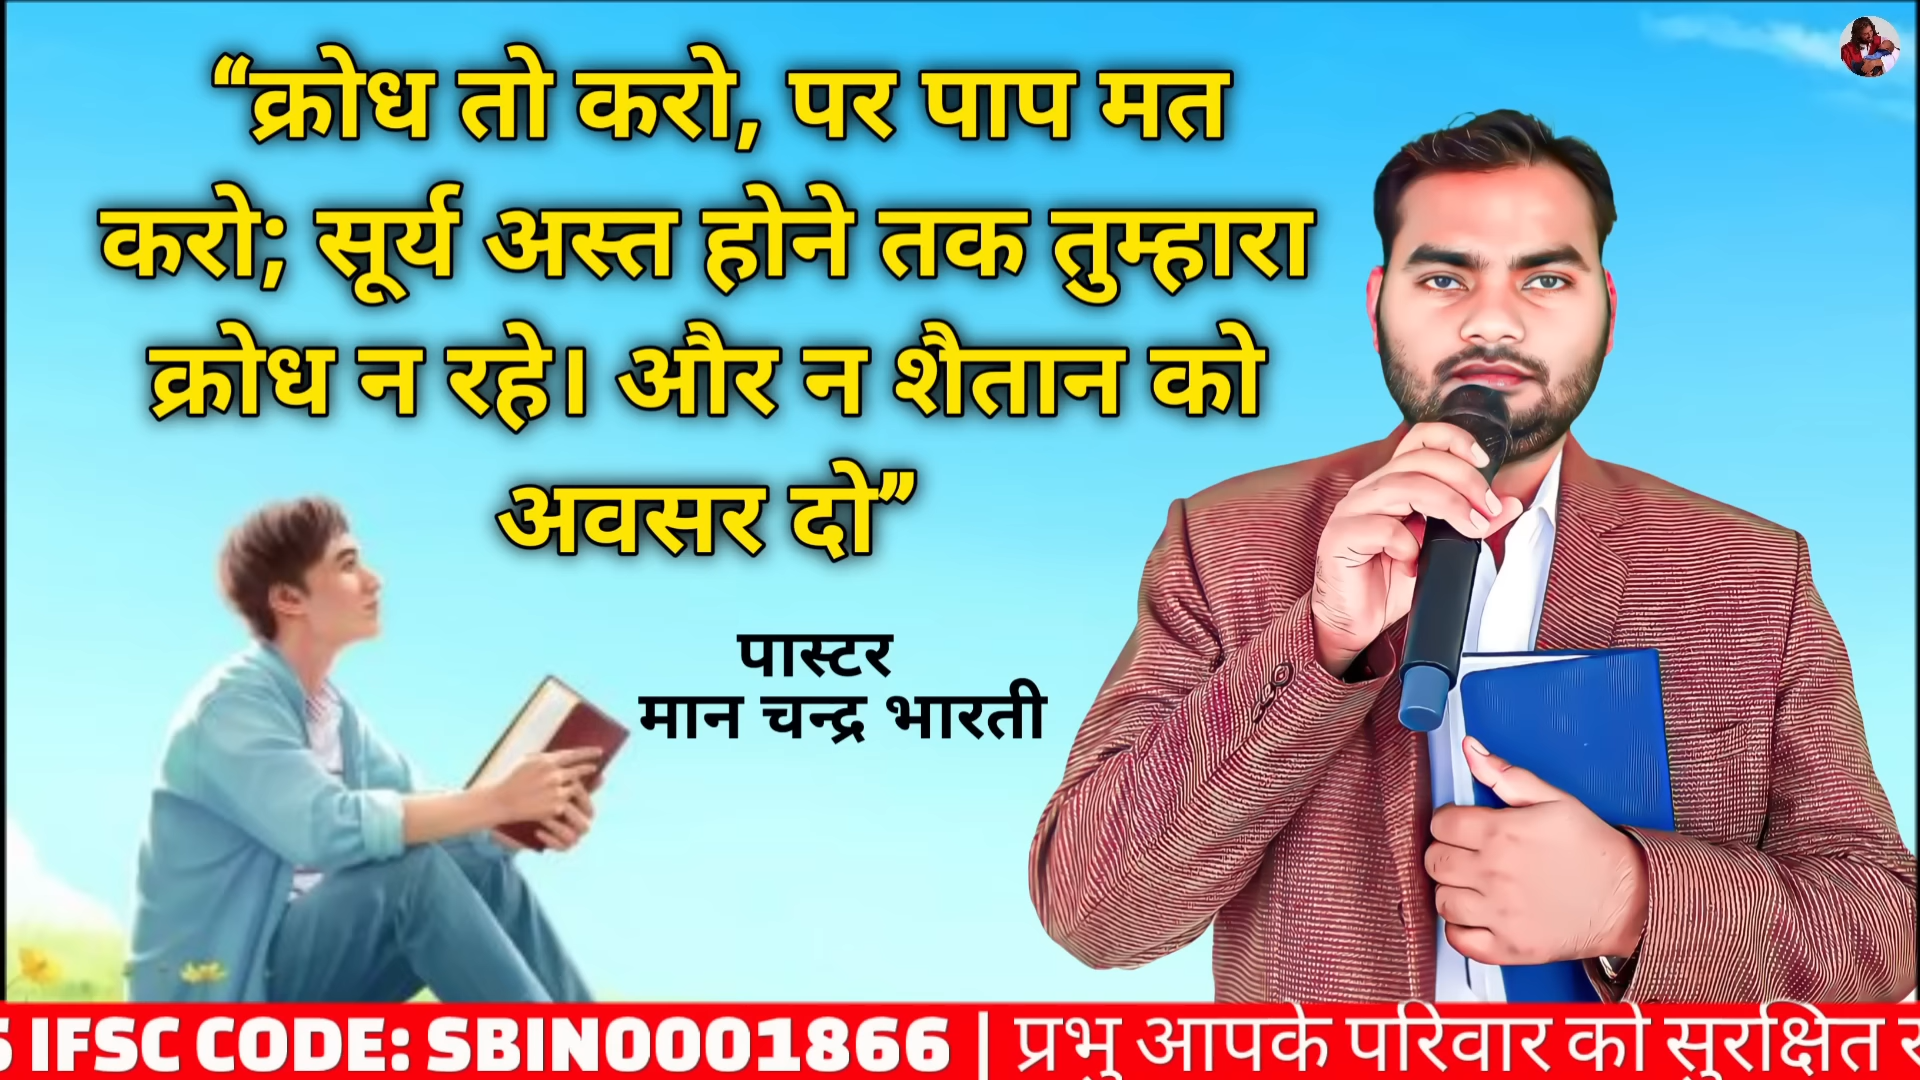 “क्रोध तो करो, पर पाप मत
करो; सूर्य अस्त होने तक तुम्हारा
क्रोध न रहे। और न शैतान को
अवसर दो”
पास्टर
मान चन्द्र भारती
IFSC CODE: SBIN0001866 | प्रभु आपके परिवार को सुरक्षित